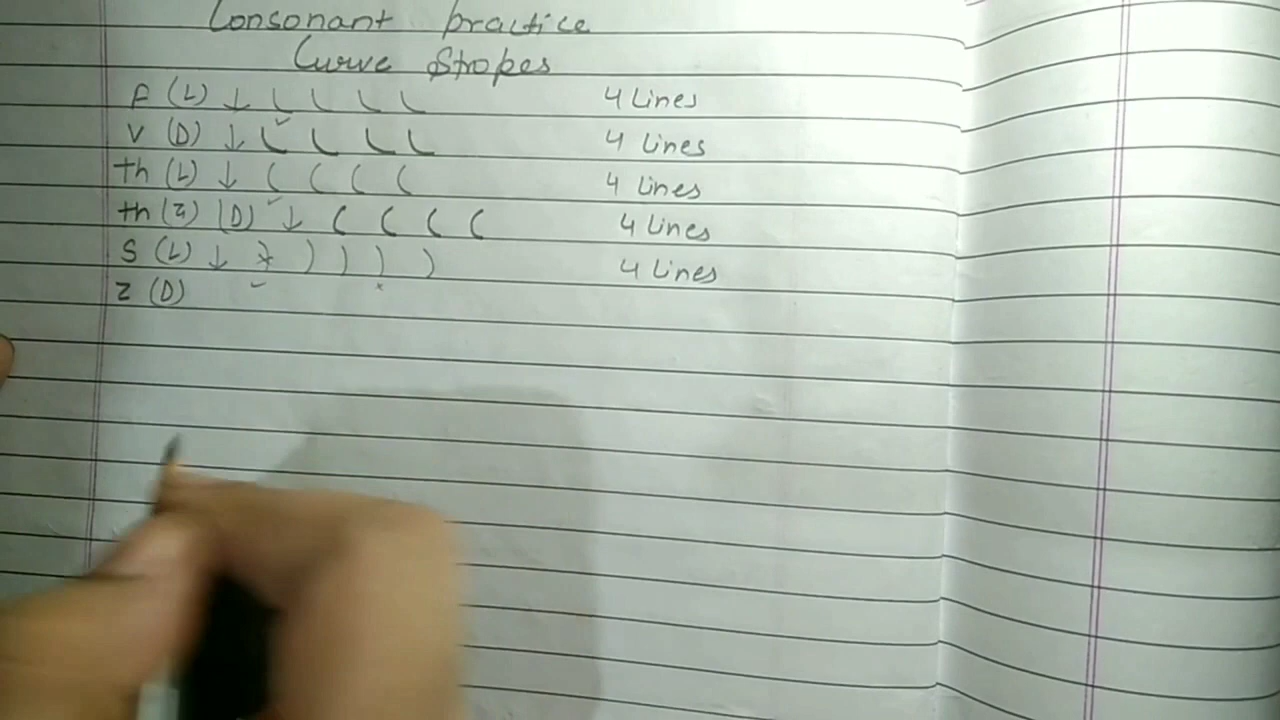 Consonant practice
Curve Strokes
F (L) ↓ 4 Lines
V (D) ↓ 4 Lines
th (L) ↓ 4 Lines
th (D) ↓ 4 Lines
S (L) ↓ 4 Lines
Z (D)